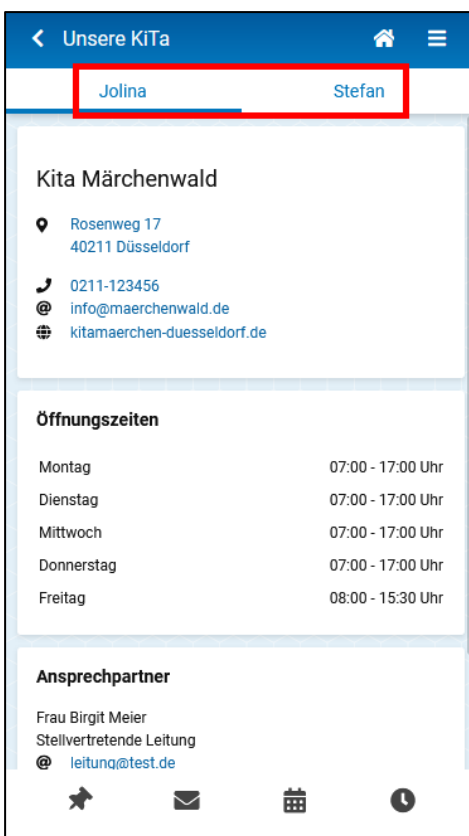 Unsere KiTa
Jolina Stefan
Kita Märchenwald
Rosenweg 17
40211 Düsseldorf
0211-123456
@ info@maerchenwald.de
kitamaerchen-duesseldorf.de
Öffnungszeiten
Montag 07:00 - 17:00 Uhr
Dienstag 07:00 - 17:00 Uhr
Mittwoch 07:00 - 17:00 Uhr
Donnerstag 07:00 - 17:00 Uhr
Freitag 08:00 - 15:30 Uhr
Ansprechpartner
Frau Birgit Meier
Stellvertretende Leitung
@ leitung@test.de